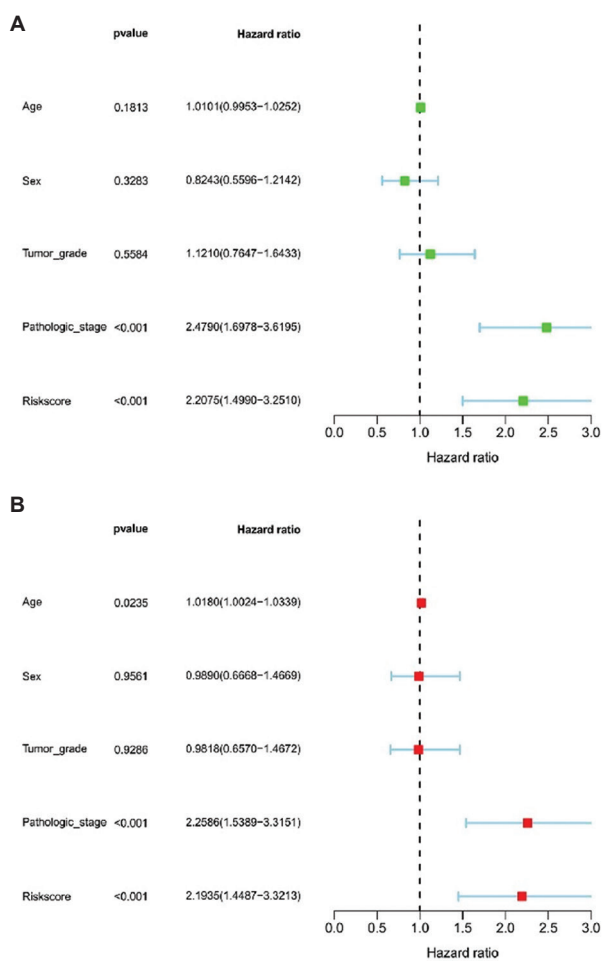 A
pvalue Hazard ratio
Age 0.1813 1.0101(0.9953−1.0252)
Sex 0.3283 0.8243(0.5596−1.2142)
Tumor_grade 0.5584 1.1210(0.7647−1.6433)
Pathologic_stage <0.001 2.4790(1.6978−3.6195)
Riskscore <0.001 2.2075(1.4990−3.2510)
0.0 0.5 1.0 1.5 2.0 2.5 3.0
Hazard ratio
B
pvalue Hazard ratio
Age 0.0235 1.0180(1.0024−1.0339)
Sex 0.9561 0.9890(0.6668−1.4669)
Tumor_grade 0.9286 0.9818(0.6570−1.4672)
Pathologic_stage <0.001 2.2586(1.5389−3.3151)
Riskscore <0.001 2.1935(1.4487−3.3213)
0.0 0.5 1.0 1.5 2.0 2.5 3.0
Hazard ratio